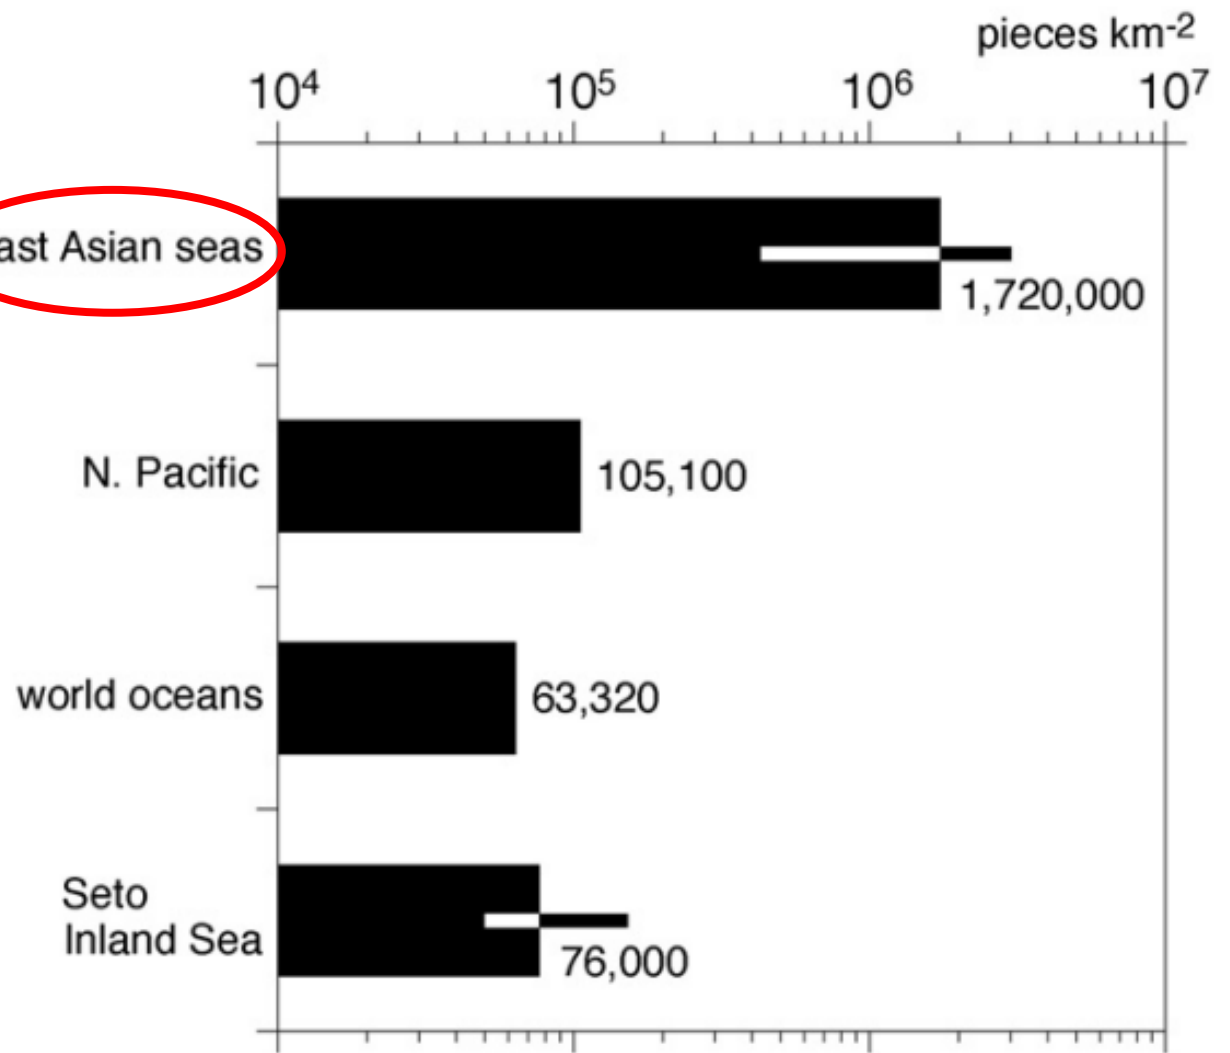 pieces km-2
104 105 106 107
ast Asian seas
1,720,000
N. Pacific 105,100
world oceans 63,320
Seto
Inland Sea
76,000